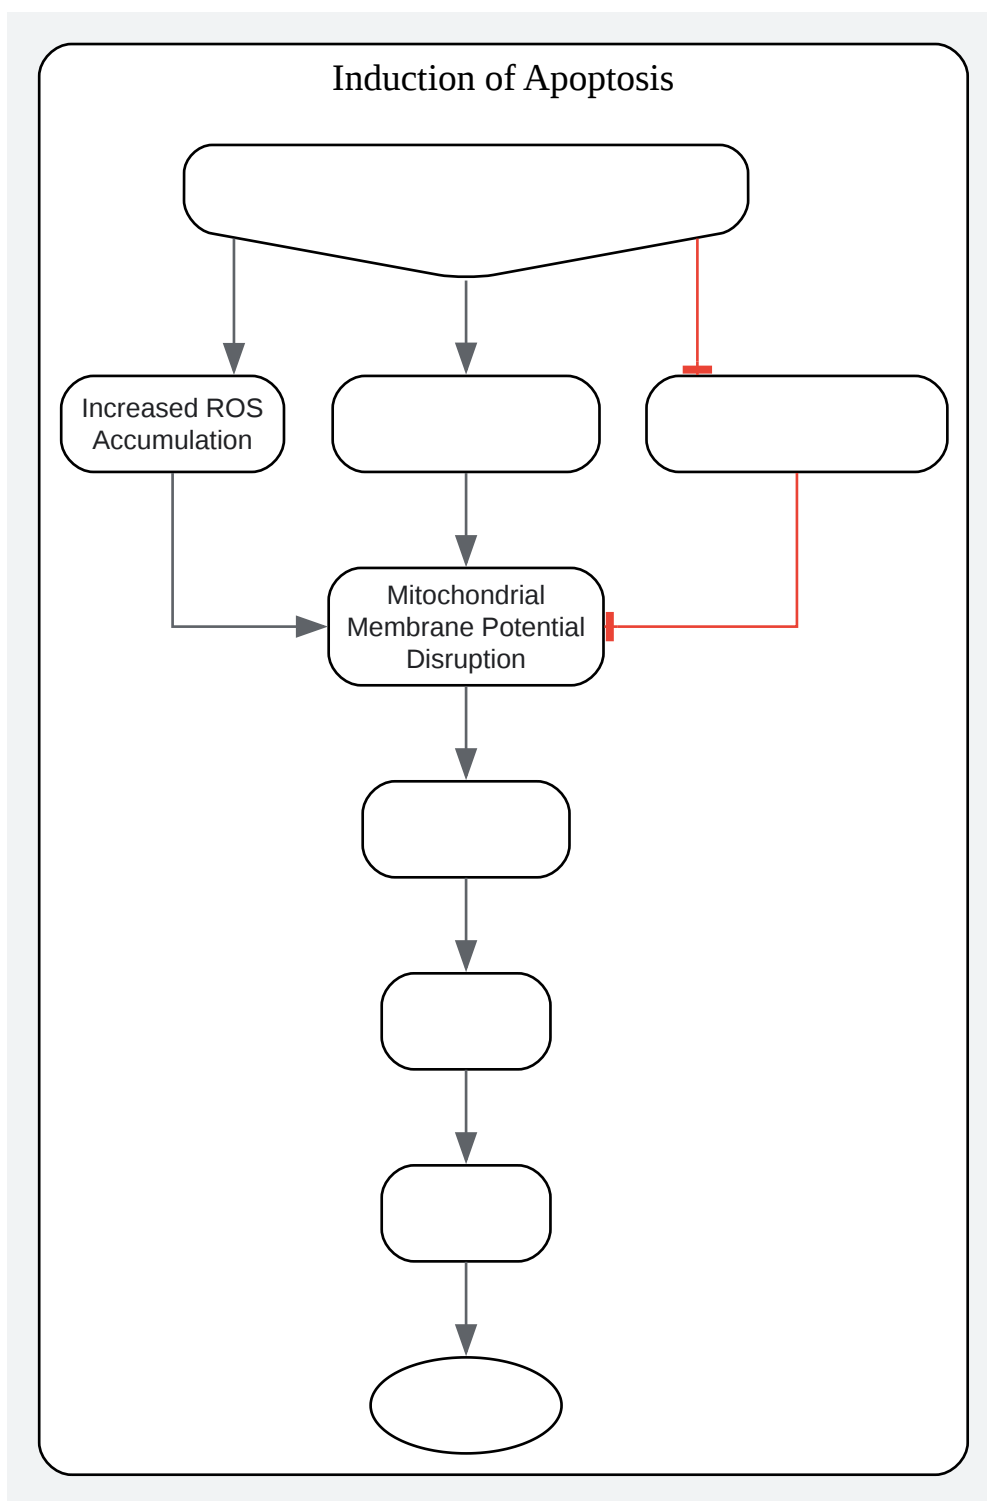 Induction of Apoptosis
Increased ROS
Accumulation
Mitochondrial
Membrane Potential
Disruption